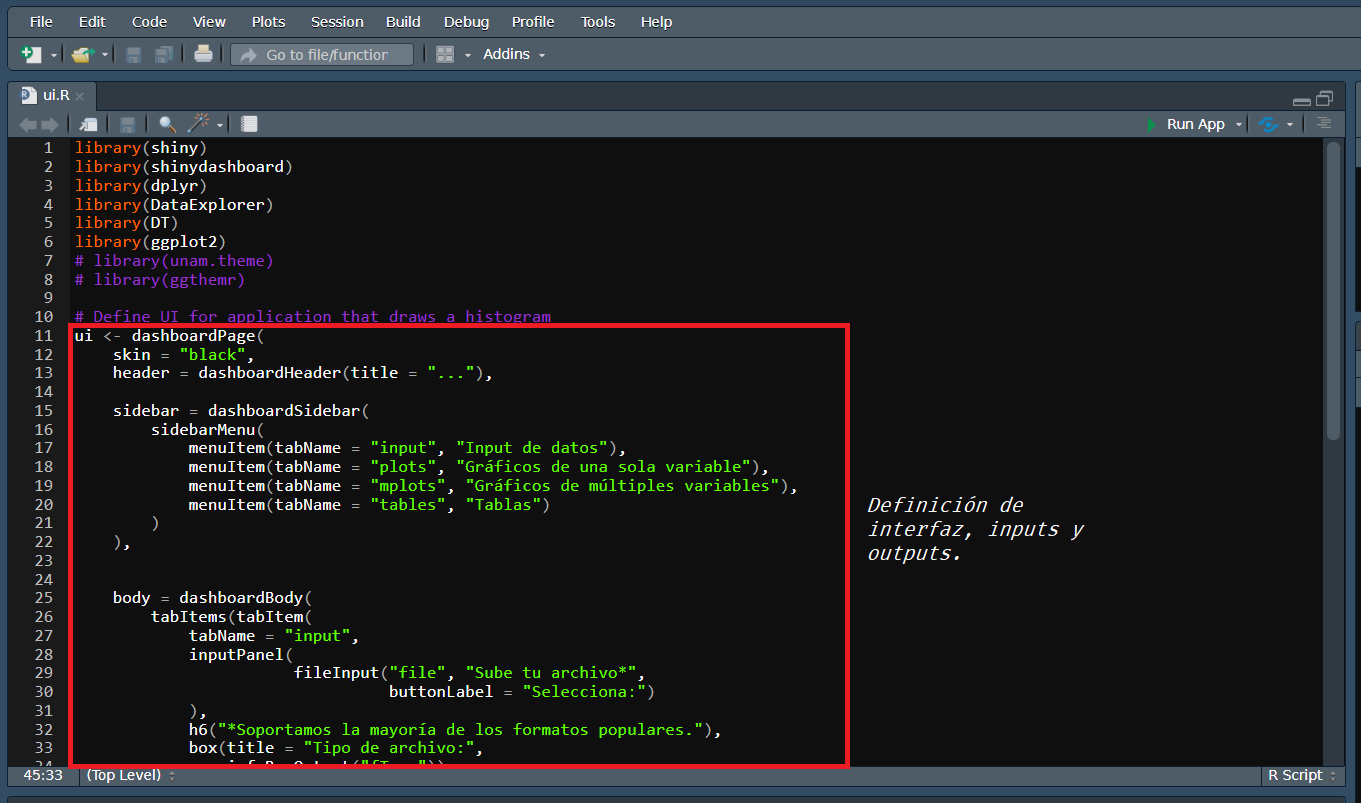 File Edit Code View Plots Session Build Debug Profile Tools Help
Go to file/function Addins
ui.R
Run App
1 library(shiny)
2 library(shinydashboard)
3 library(dplyr)
4 library(DataExplorer)
5 library(DT)
6 library(ggplot2)
7 # library(unam.theme)
8 # library(ggthemr)
9
10 # Define UI for application that draws a histogram
11 ui <- dashboardPage(
12 skin = "black",
13 header = dashboardHeader(title = "..."),
14
15 sidebar = dashboardSidebar(
16 sidebarMenu(
17 menuItem(tabName = "input", "Input de datos"),
18 menuItem(tabName = "plots", "Gráficos de una sola variable"),
19 menuItem(tabName = "mplots", "Gráficos de múltiples variables"),
20 menuItem(tabName = "tables", "Tablas")
21 )
22 ),
23
24
25 body = dashboardBody(
26 tabItems(tabItem(
27 tabName = "input",
28 inputPanel(
29 fileInput("file", "Sube tu archivo*",
30 buttonLabel = "Selecciona:")
31 ),
32 h6("*Soportamos la mayoría de los formatos populares."),
33 box(title = "Tipo de archivo:",
34
Definición de
interfaz, inputs y
outputs.
45:33 (Top Level) R Script